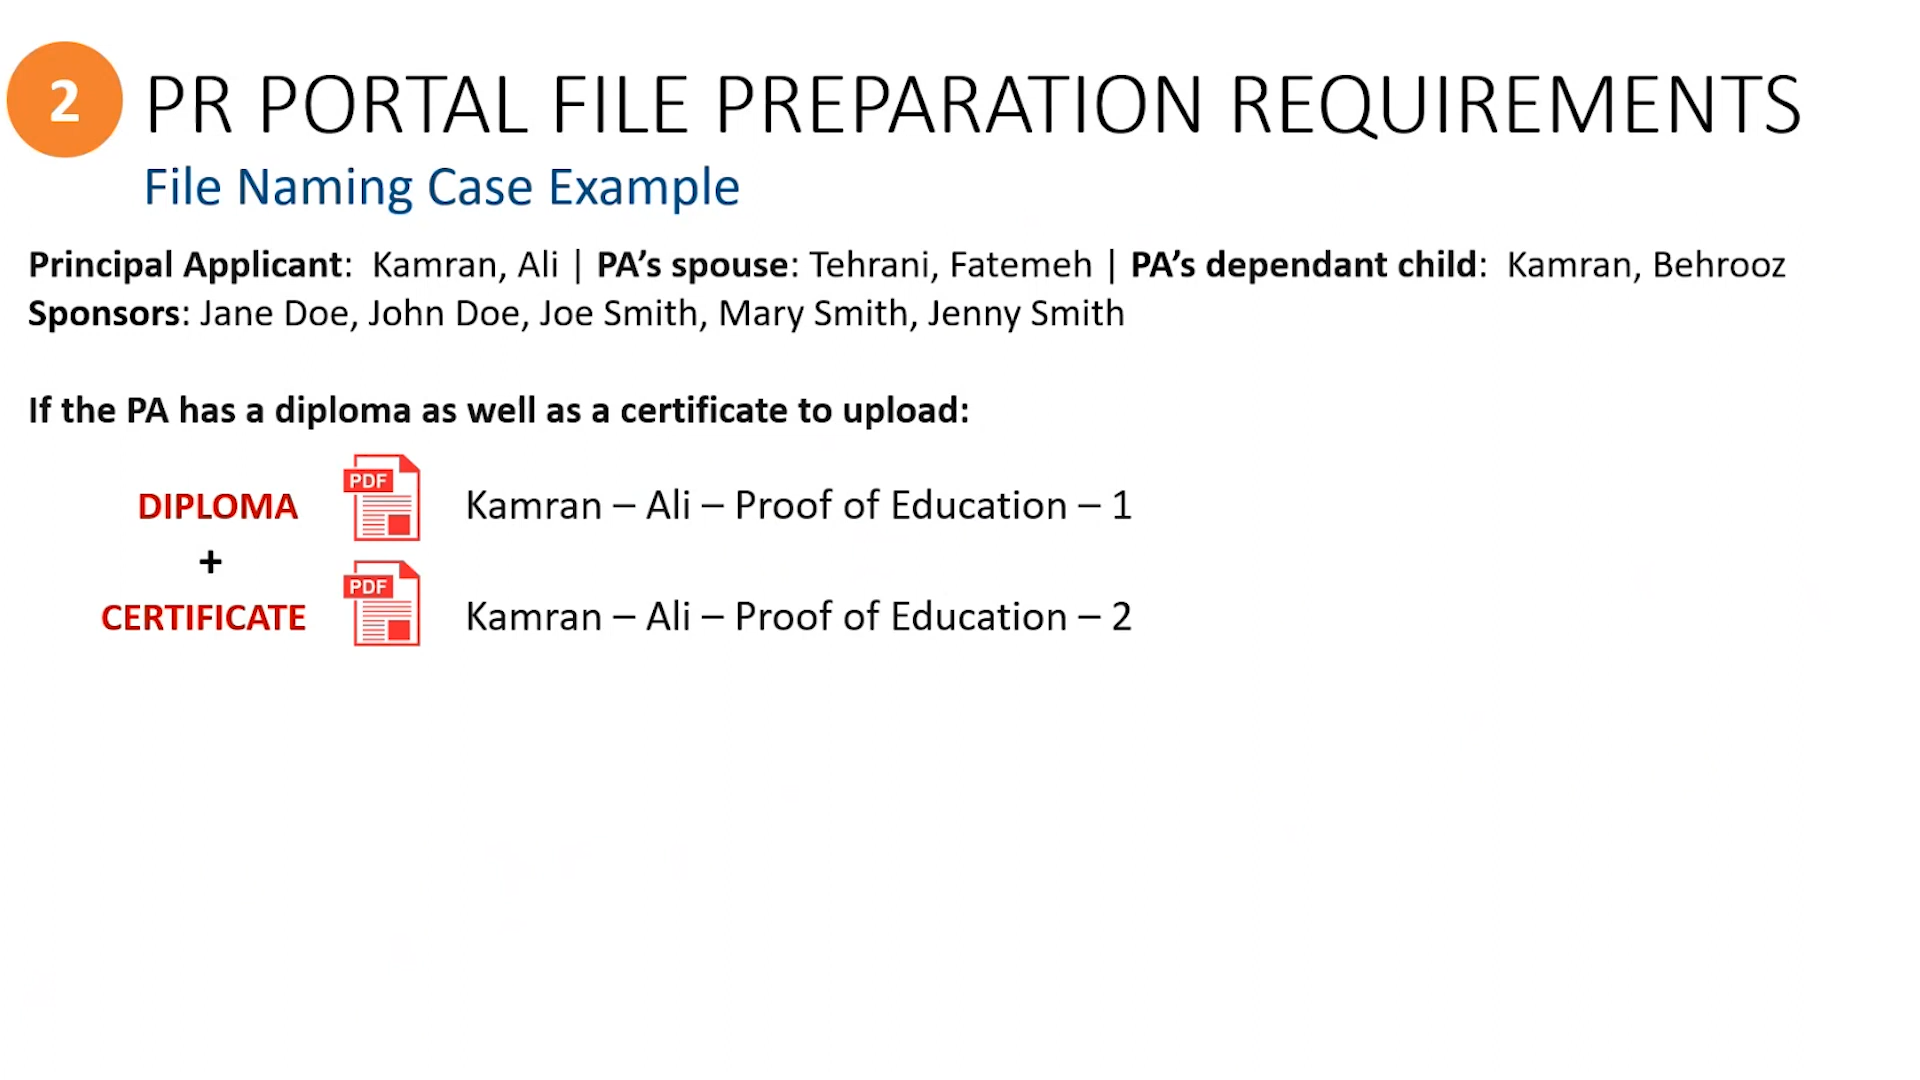 2
PR PORTAL FILE PREPARATION REQUIREMENTS
File Naming Case Example
Principal Applicant: Kamran, Ali | PA’s spouse: Tehrani, Fatemeh | PA’s dependant child: Kamran, Behrooz
Sponsors: Jane Doe, John Doe, Joe Smith, Mary Smith, Jenny Smith
If the PA has a diploma as well as a certificate to upload:
DIPLOMA PDF Kamran – Ali – Proof of Education – 1
+
CERTIFICATE PDF Kamran – Ali – Proof of Education – 2